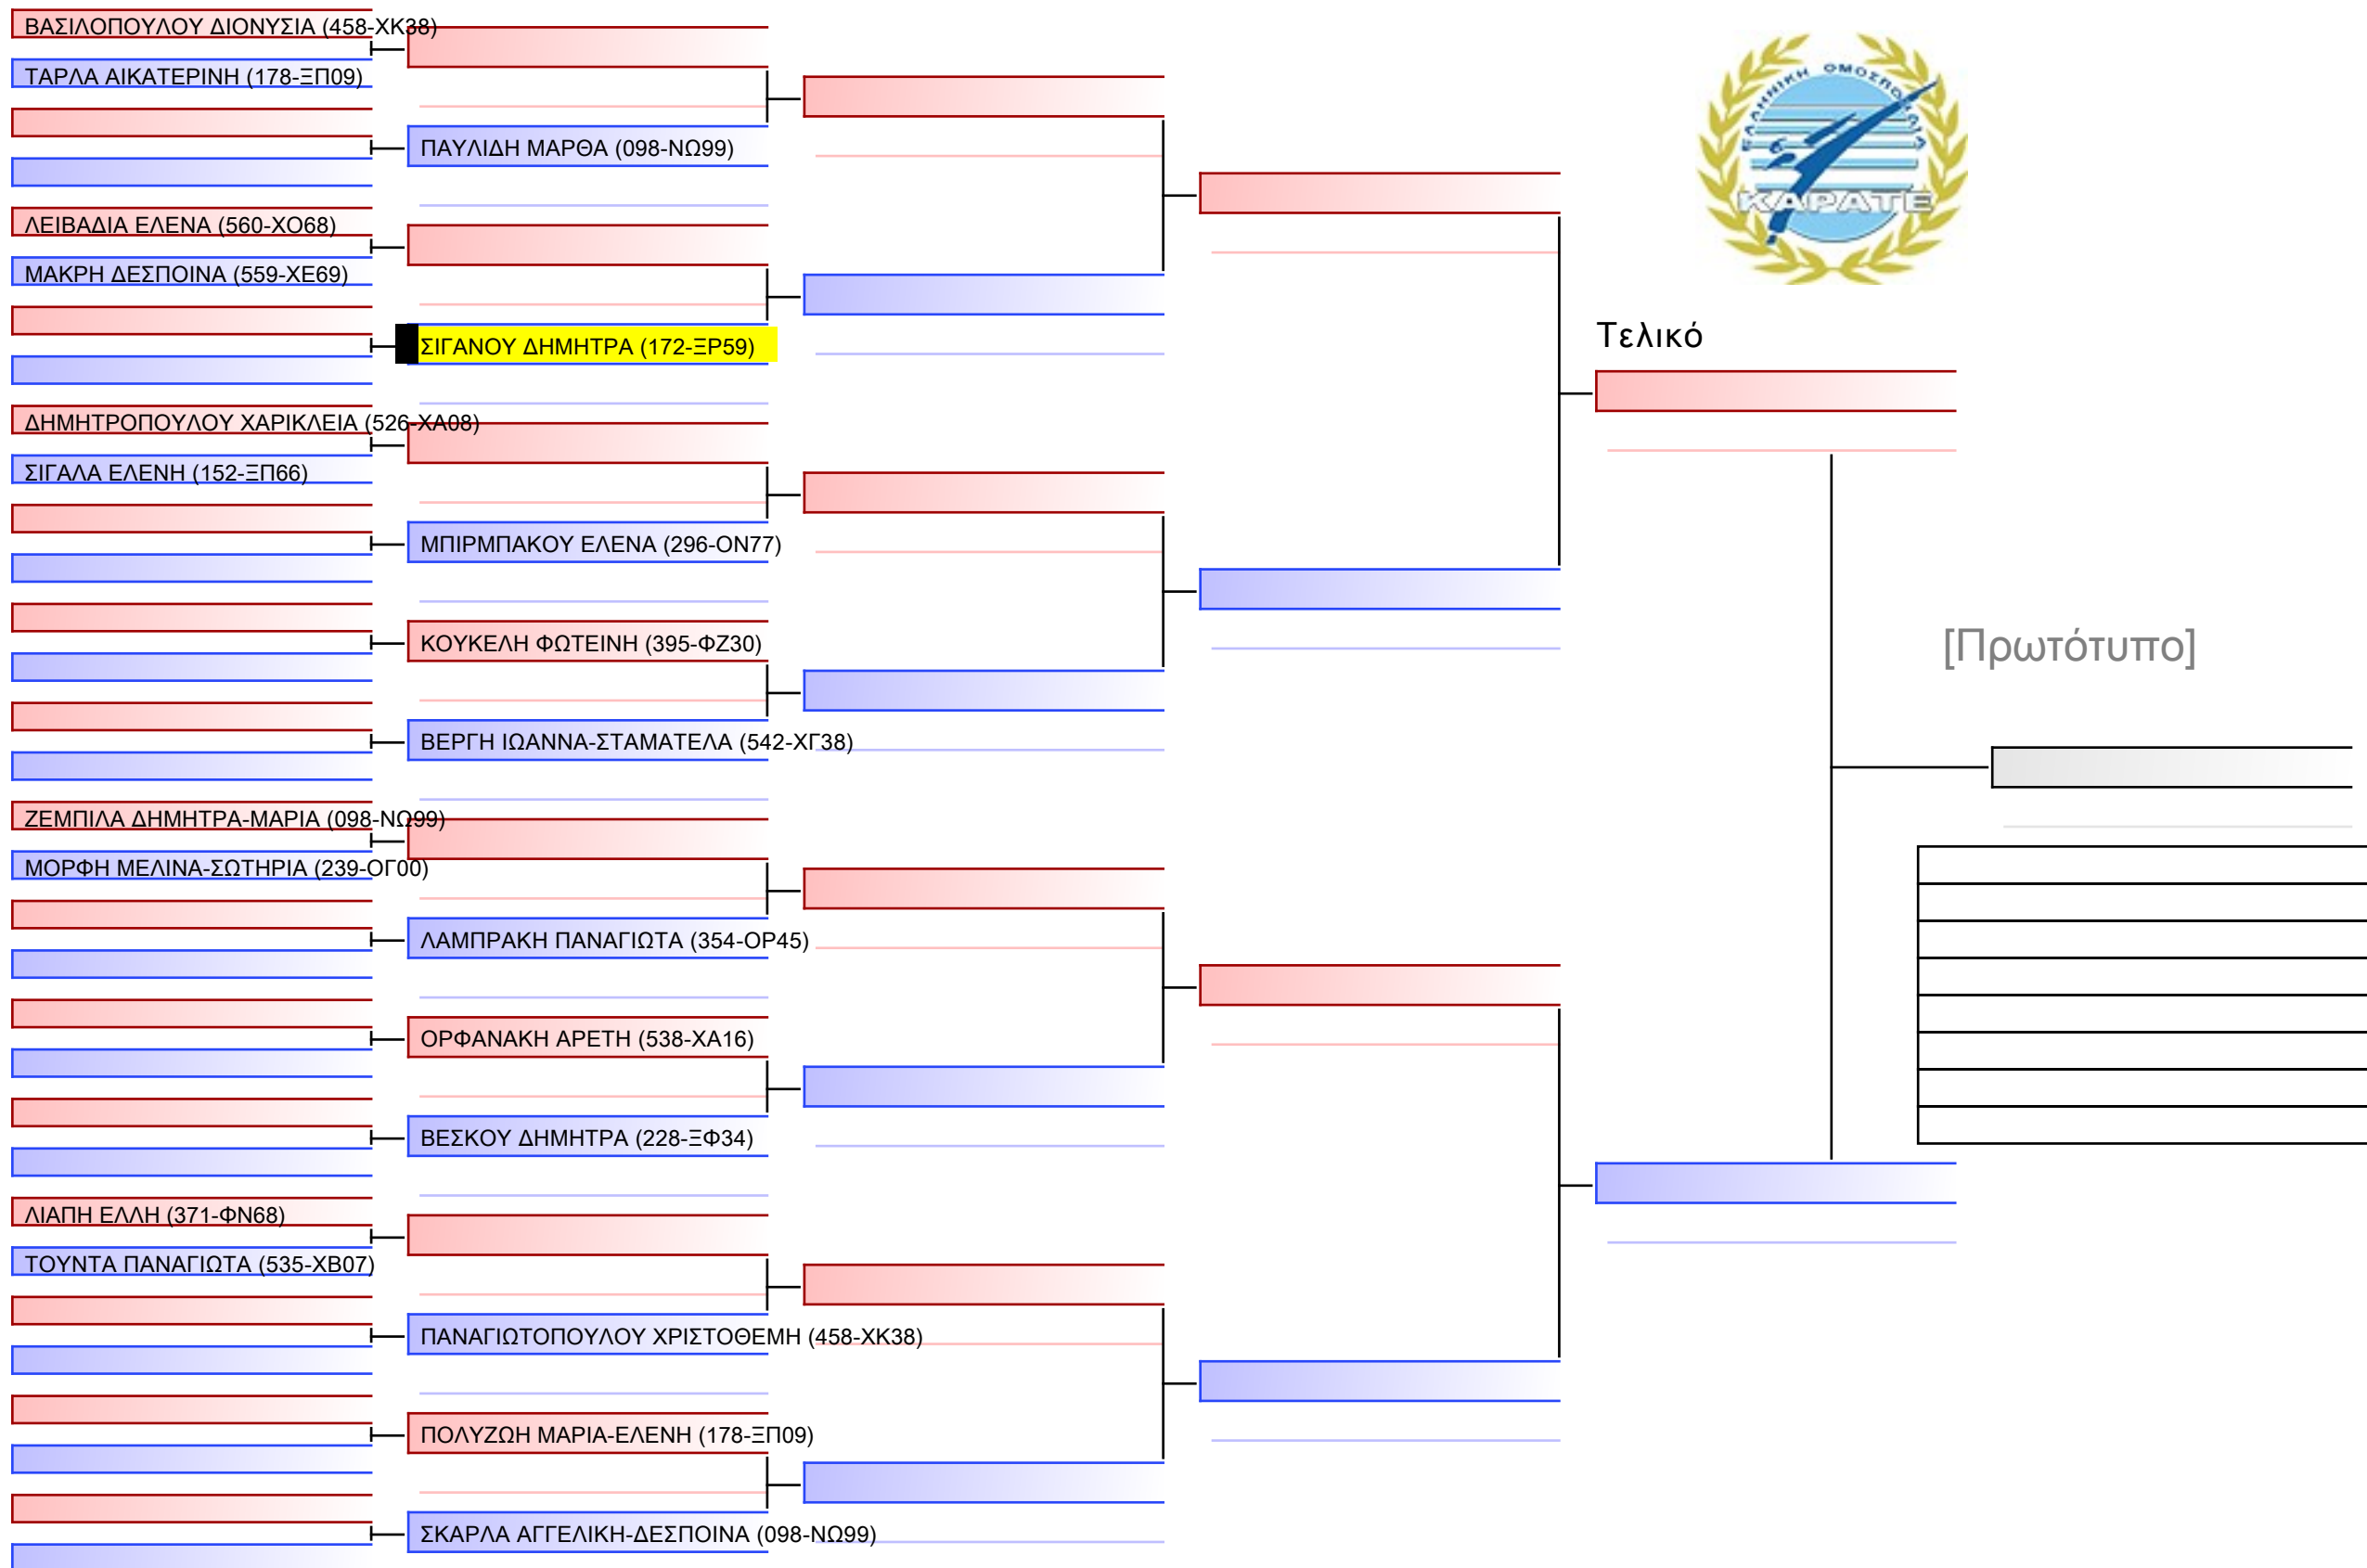 ΒΑΣΙΛΟΠΟΥΛΟΥ ΔΙΟΝΥΣΙΑ (458-ΧΚ38)
ΤΑΡΛΑ ΑΙΚΑΤΕΡΙΝΗ (178-ΞΠ09)
ΠΑΥΛΙΔΗ ΜΑΡΘΑ (098-ΝΩ99)
ΛΕΙΒΑΔΙΑ ΕΛΕΝΑ (560-ΧΟ68)
ΜΑΚΡΗ ΔΕΣΠΟΙΝΑ (559-ΧΕ69)
ΣΙΓΑΝΟΥ ΔΗΜΗΤΡΑ (172-ΞΡ59)
ΔΗΜΗΤΡΟΠΟΥΛΟΥ ΧΑΡΙΚΛΕΙΑ (526-ΧΑ08)
ΣΙΓΑΛΑ ΕΛΕΝΗ (152-ΞΠ66)
ΜΠΙΡΜΠΑΚΟΥ ΕΛΕΝΑ (296-ΟΝ77)
ΚΟΥΚΕΛΗ ΦΩΤΕΙΝΗ (395-ΦΖ30)
ΒΕΡΓΗ ΙΩΑΝΝΑ-ΣΤΑΜΑΤΕΛΑ (542-ΧΓ38)
ΖΕΜΠΙΛΑ ΔΗΜΗΤΡΑ-ΜΑΡΙΑ (098-ΝΩ99)
ΜΟΡΦΗ ΜΕΛΙΝΑ-ΣΩΤΗΡΙΑ (239-ΟΓ00)
ΛΑΜΠΡΑΚΗ ΠΑΝΑΓΙΩΤΑ (354-ΟΡ45)
ΟΡΦΑΝΑΚΗ ΑΡΕΤΗ (538-ΧΑ16)
ΒΕΣΚΟΥ ΔΗΜΗΤΡΑ (228-ΞΦ34)
ΛΙΑΠΗ ΕΛΛΗ (371-ΦΝ68)
ΤΟΥΝΤΑ ΠΑΝΑΓΙΩΤΑ (535-ΧΒ07)
ΠΑΝΑΓΙΩΤΟΠΟΥΛΟΥ ΧΡΙΣΤΟΘΕΜΗ (458-ΧΚ38)
ΠΟΛΥΖΩΗ ΜΑΡΙΑ-ΕΛΕΝΗ (178-ΞΠ09)
ΣΚΑΡΛΑ ΑΓΓΕΛΙΚΗ-ΔΕΣΠΟΙΝΑ (098-ΝΩ99)
ΕΛΛΗΝΙΚΗ ΟΜΟΣΠΟΝΔΙΑ
ΚΑΡΑΤΕ
Τελικό
[Πρωτότυπο]